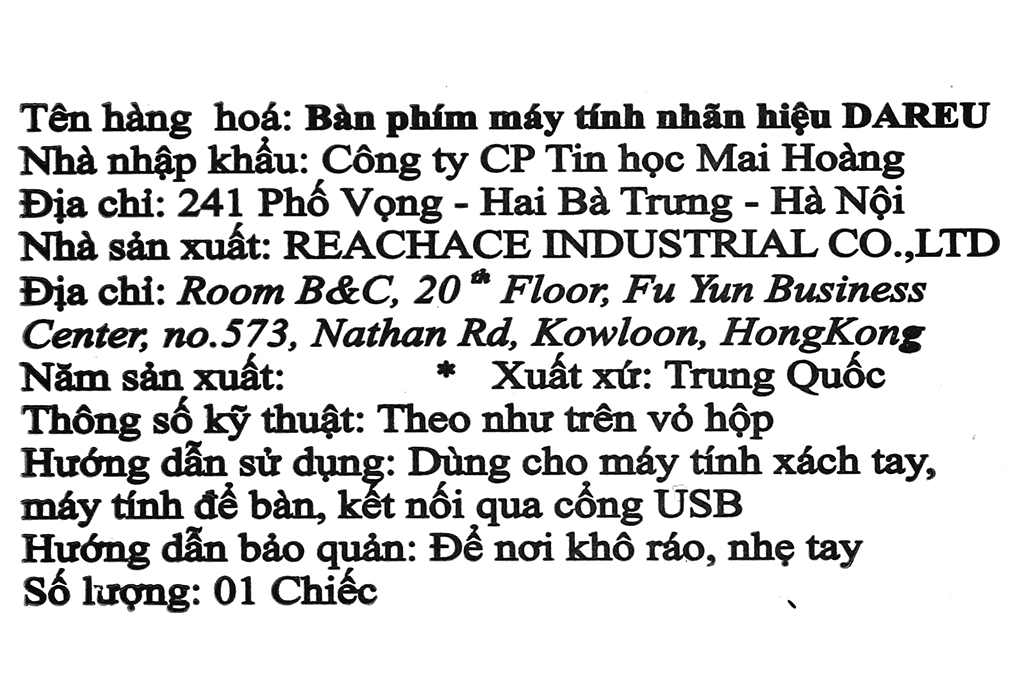 Tên hàng hoá: Bàn phím máy tính nhãn hiệu DAREU
Nhà nhập khẩu: Công ty CP Tin học Mai Hoàng
Địa chỉ: 241 Phố Vọng - Hai Bà Trưng - Hà Nội
Nhà sản xuất: REACHACE INDUSTRIAL CO.,LTD
Địa chỉ: Room B&C, 20 th Floor, Fu Yun Business
Center, no.573, Nathan Rd, Kowloon, HongKong
Năm sản xuất: * Xuất xứ: Trung Quốc
Thông số kỹ thuật: Theo như trên vỏ hộp
Hướng dẫn sử dụng: Dùng cho máy tính xách tay,
máy tính để bàn, kết nối qua cổng USB
Hướng dẫn bảo quản: Để nơi khô ráo, nhẹ tay
Số lượng: 01 Chiếc